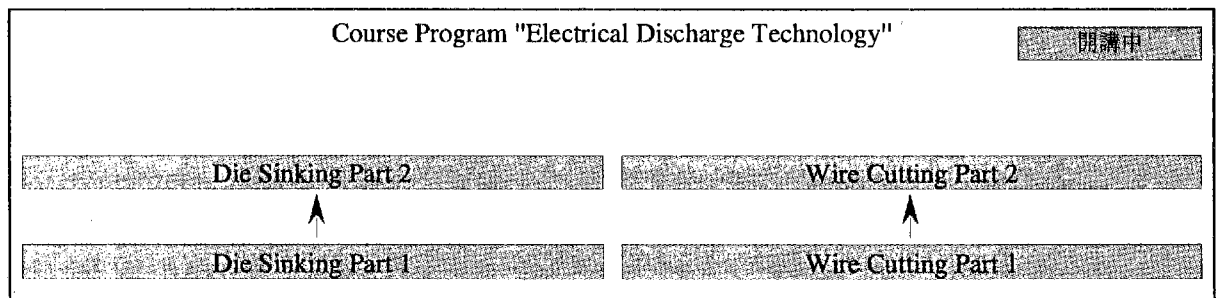 Course Program "Electrical Discharge Technology"
開講中
Die Sinking Part 2
Wire Cutting Part 2
Die Sinking Part 1
Wire Cutting Part 1